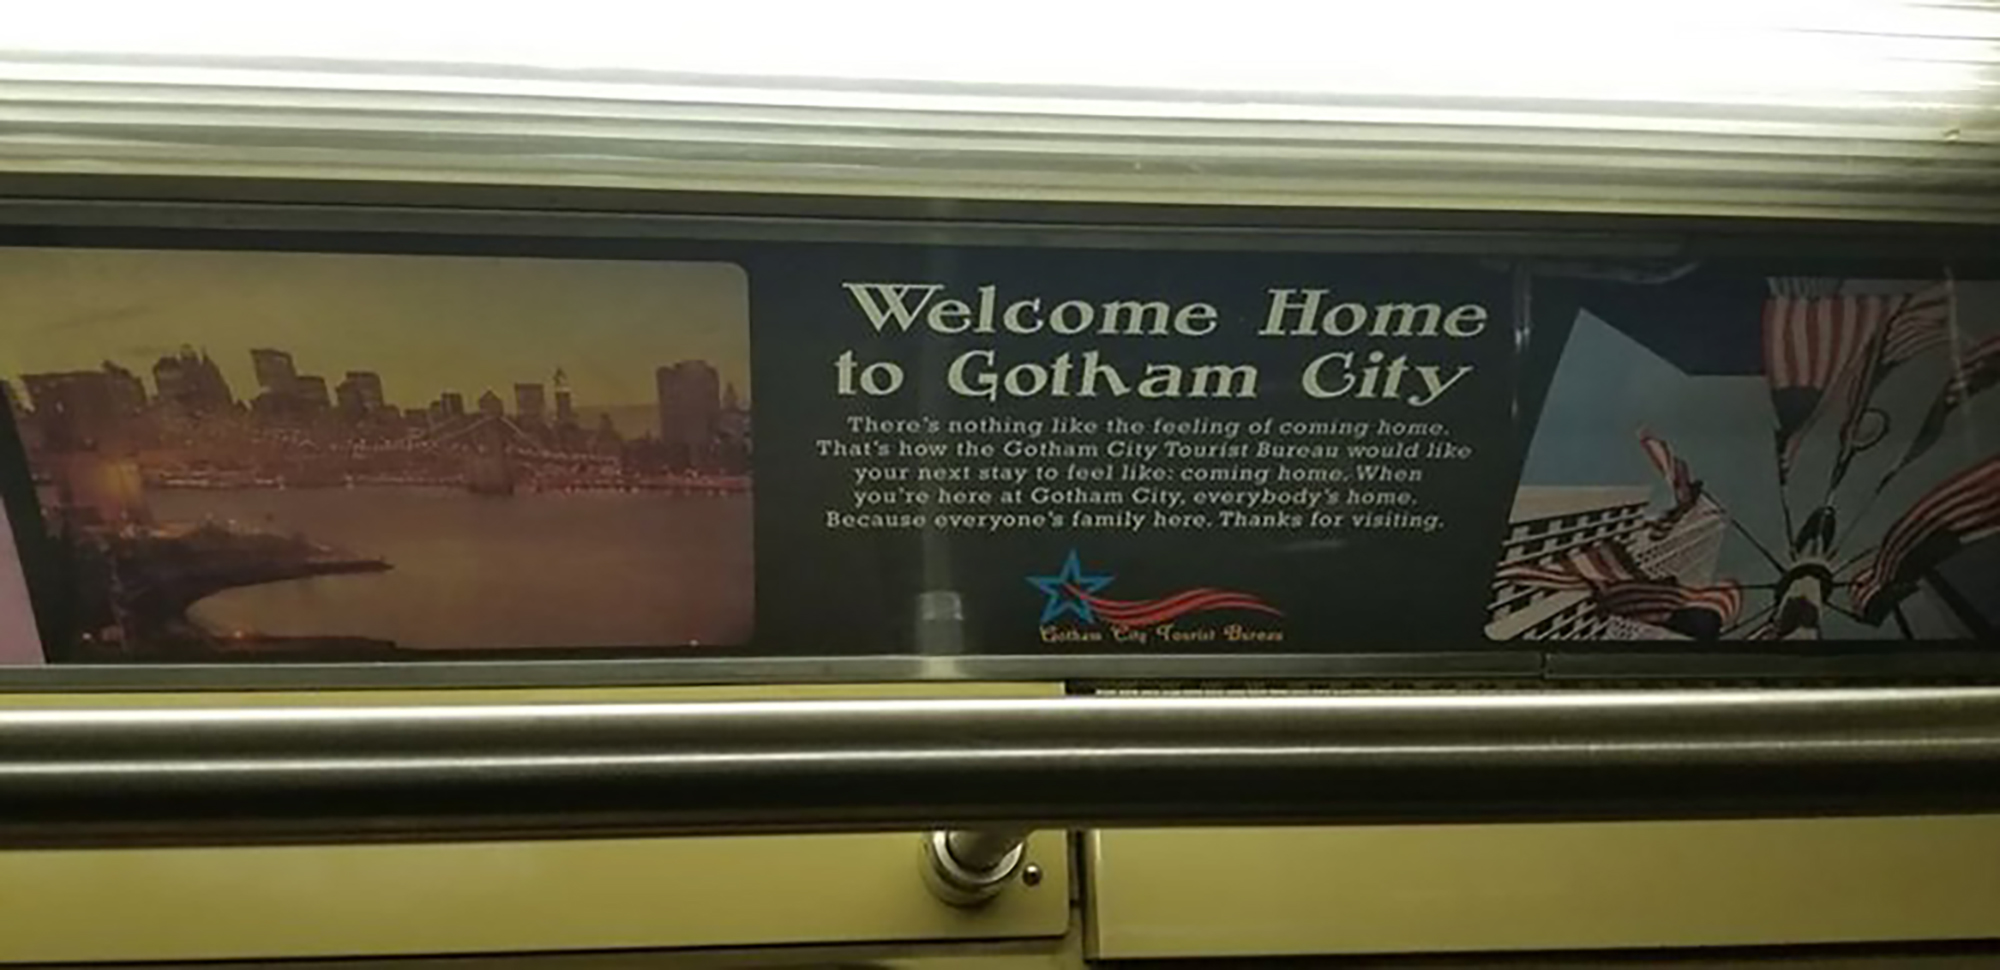 Welcome Home
to Gotham City
There's nothing like the feeling of coming home.
That's how the Gotham City Tourist Bureau would like
your next stay to feel like: coming home. When
you're here at Gotham City, everybody's home.
Because everyone's family here. Thanks for visiting.
Gotham City Tourist Bureau